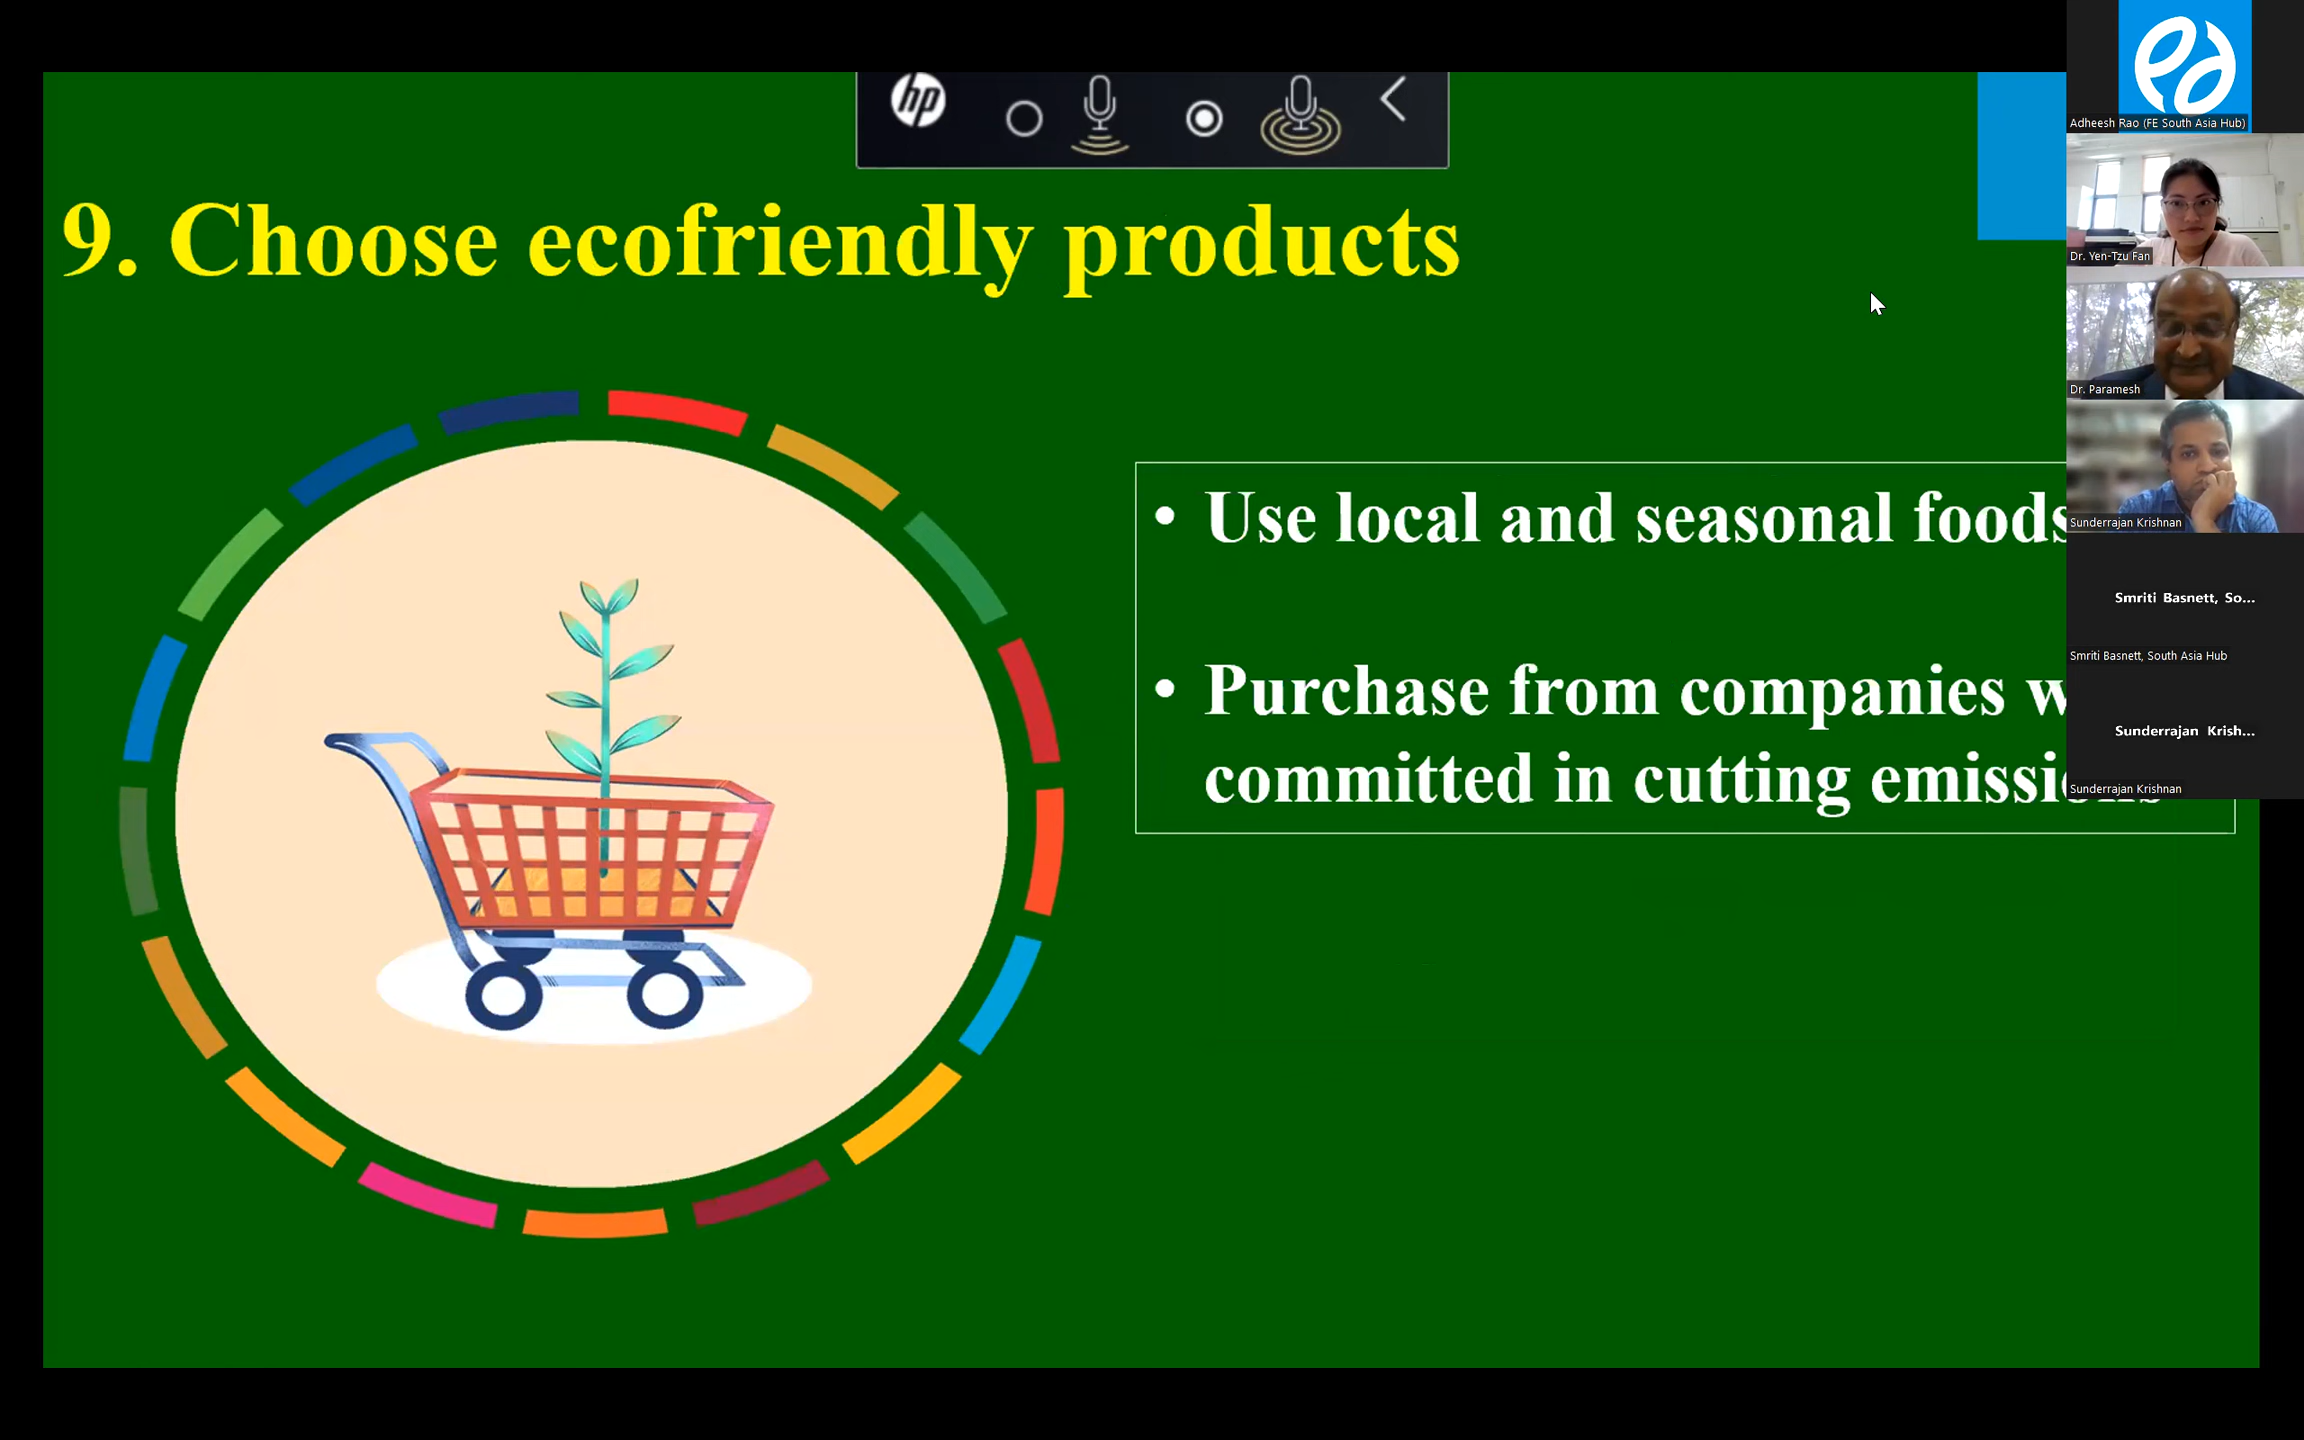 hp
9. Choose ecofriendly products
• Use local and seasonal foods
• Purchase from companies
committed in cutting emissions
Adheesh Rao (FE South Asia Hub)
Dr. Yen-Tzu Fan
Dr. Paramesh
Sunderrajan Krishnan
Smriti Basnett, So...
Smriti Basnett, South Asia Hub
Sunderrajan Krish...
Sunderrajan Krishnan